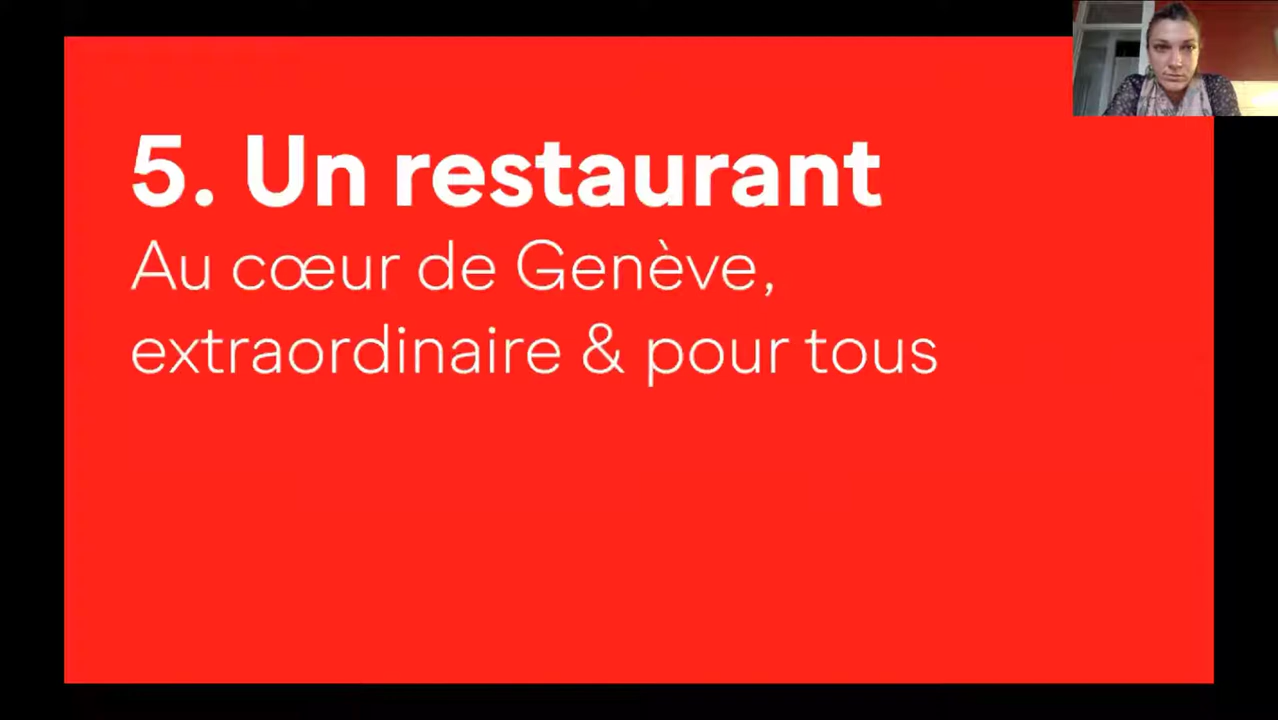 5. Un restaurant
Au cœur de Genève,
extraordinaire & pour tous